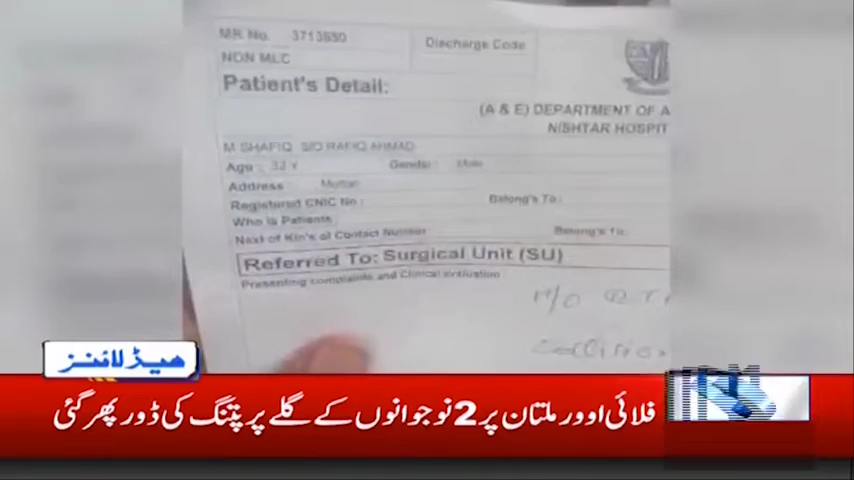 MR No. 3713550
Discharge Code
NON MLC
Patient's Detail:
(A & E) DEPARTMENT OF A
NISHTAR HOSPIT
M SHAFIQ S/O RAFIQ AHMAD
Age : 32 Y Gender: Male
Address Multan
Registered CNIC No : Belong's To:
Who is Patients :
Next of Kin's of Contact Number Belong's To:
Referred To: Surgical Unit (SU)
Presenting complaints and Clinical evaluation
H/O RTA
ہیڈلائنز
فلائی اوور ملتان پر 2 نوجوانوں کے گلے پر پتنگ کی ڈور پھر گئی